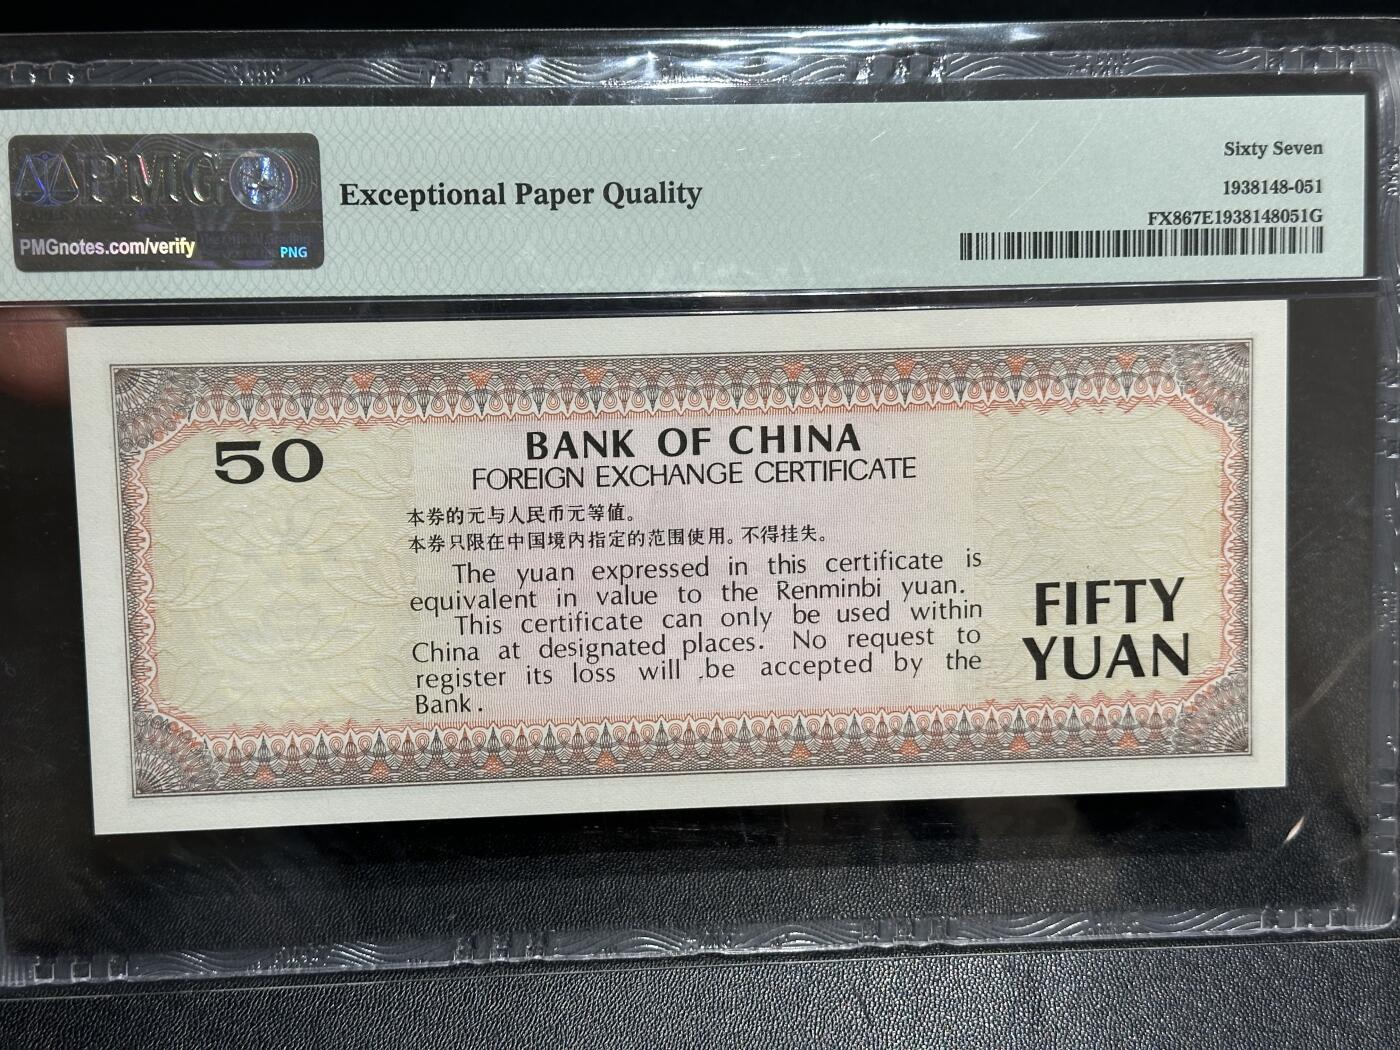 PMG
PMGnotes.com/verify
PNG
Exceptional Paper Quality
Sixty Seven
1938148-051
FX867E1938148051G
50
BANK OF CHINA
FOREIGN EXCHANGE CERTIFICATE
本券的元与人民币元等值。
本券只限在中国境内指定的范围使用。不得挂失。
The yuan expressed in this certificate is
equivalent in value to the Renminbi yuan.
This certificate can only be used within
China at designated places. No request to
register its loss will be accepted by the
Bank.
FIFTY
YUAN